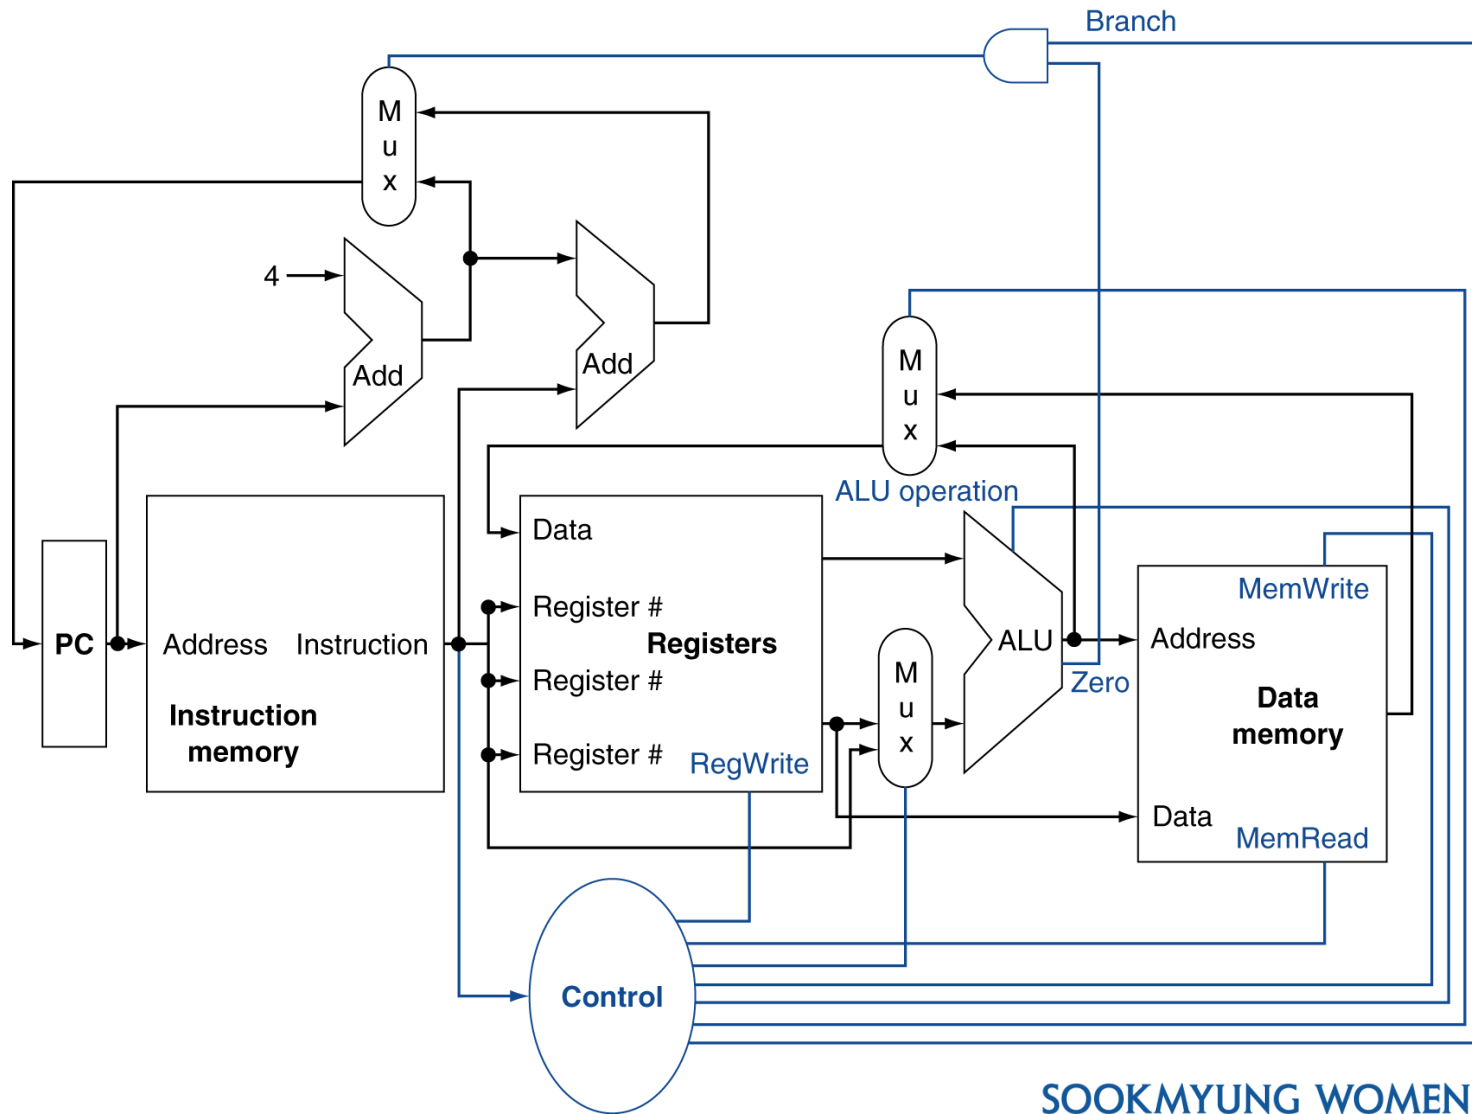 Branch
M
u
x
4
Add
Add
M
u
x
ALU operation
Data
Register #
Register #
Register #
Registers
RegWrite
PC
Address
Instruction
Instruction
memory
M
u
x
ALU
Zero
MemWrite
Address
Data
memory
Data
MemRead
Control
SOOKMYUNG WOMEN